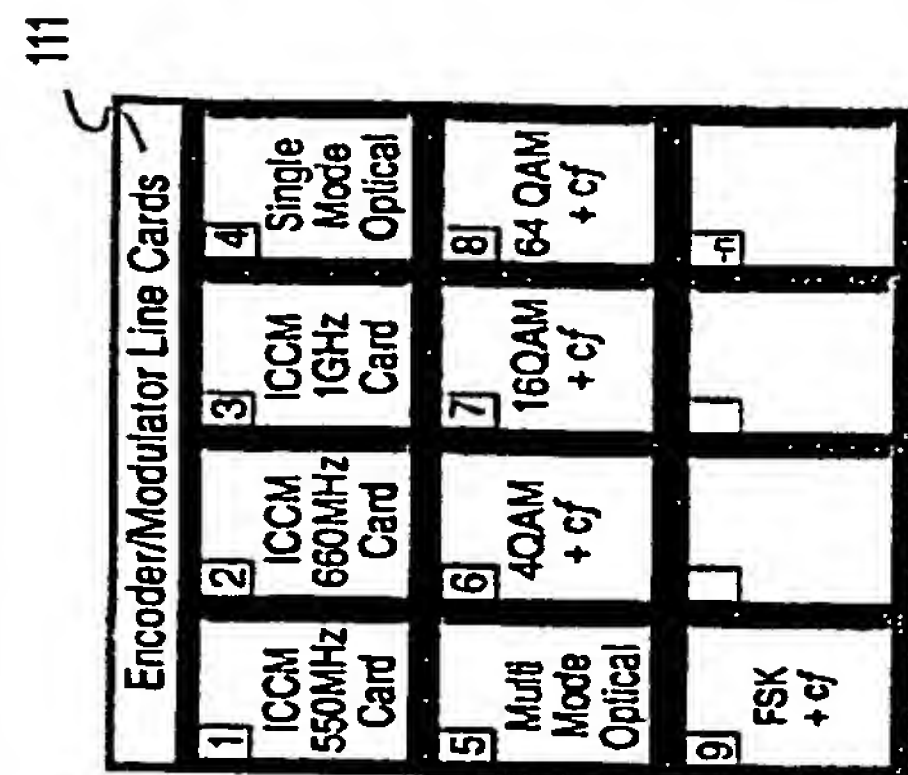 111
Encoder/Modulator Line Cards
1
ICCM
550MHz
Card
2
ICCM
660MHz
Card
3
ICCM
1GHz
Card
4
Single
Mode
Optical
5
Multi
Mode
Optical
6
4QAM
+ cf
7
16QAM
+ cf
8
64 QAM
+ cf
9
FSK
+ cf
-n